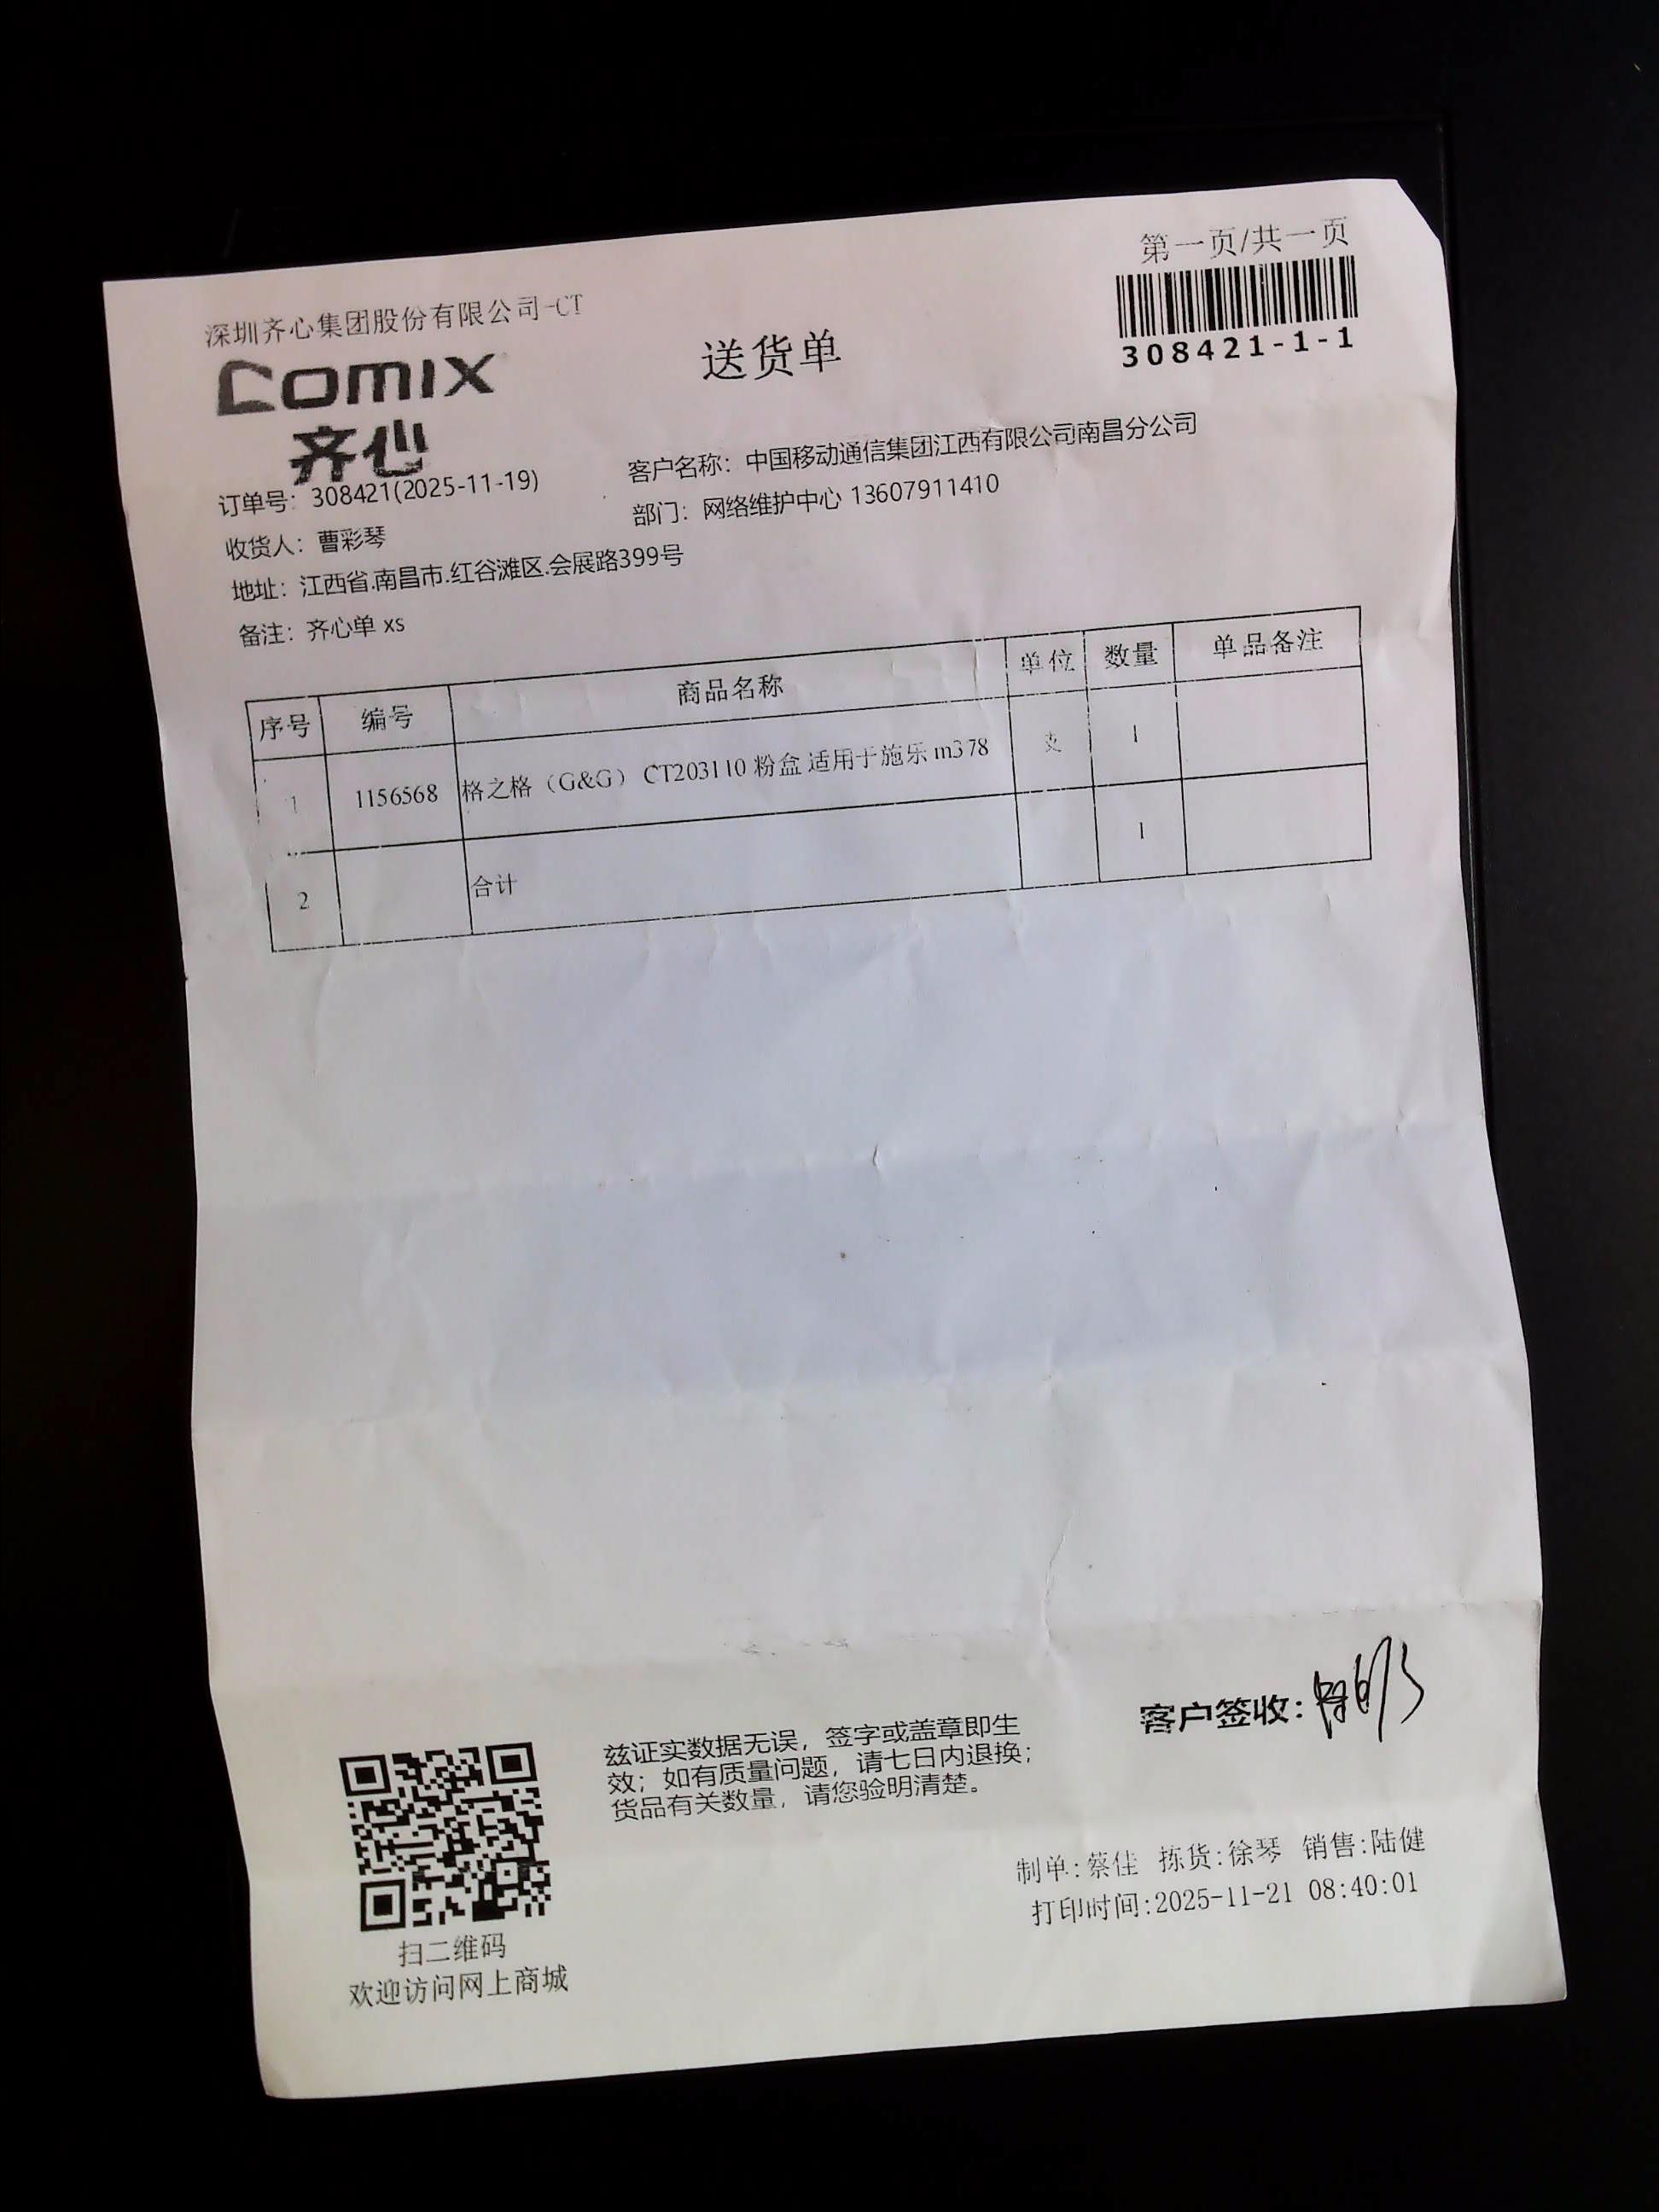 第一页/共一页
308421-1-1
深圳齐心集团股份有限公司-CT
comix
齐心
送货单
订单号：308421(2025-11-19)
客户名称：中国移动通信集团江西有限公司南昌分公司
收货人：曹彩琴
部门：网络维护中心 13607911410
地址：江西省.南昌市.红谷滩区.会展路399号
备注：齐心单 xs
序号 编号 商品名称 单位 数量 单品备注
1 1156568 格之格（G&G） CT203110 粉盒 适用于施乐 m378 支 1
2 合计 1
客户签收：
兹证实数据无误，签字或盖章即生
效；如有质量问题，请七日内退换；
货品有关数量，请您验明清楚。
制单:蔡佳 拣货:徐琴 销售:陆健
打印时间:2025-11-21 08:40:01
扫二维码
欢迎访问网上商城